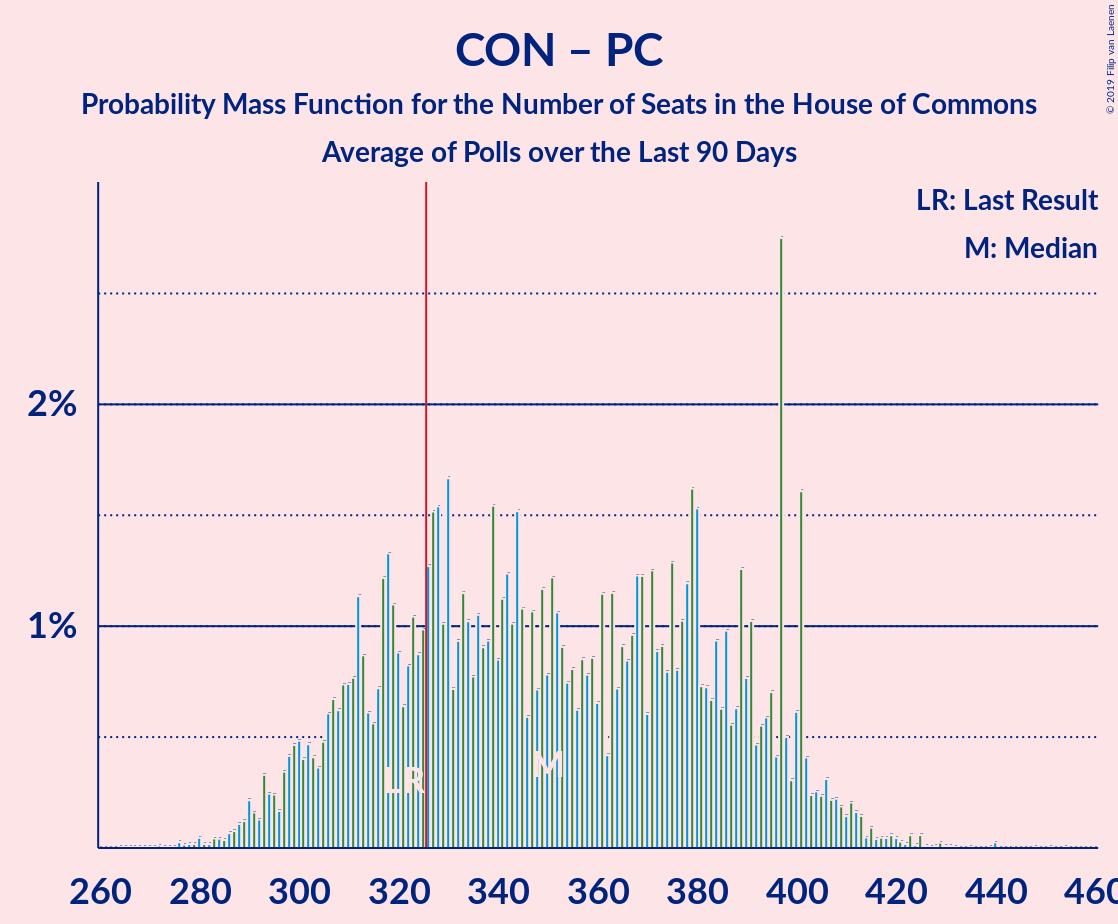 CON – PC
Probability Mass Function for the Number of Seats in the House of Commons
Average of Polls over the Last 90 Days
© 2019 Filip van Laenen
LR: Last Result
M: Median
2%
1%
LR
M
260 280 300 320 340 360 380 400 420 440 460